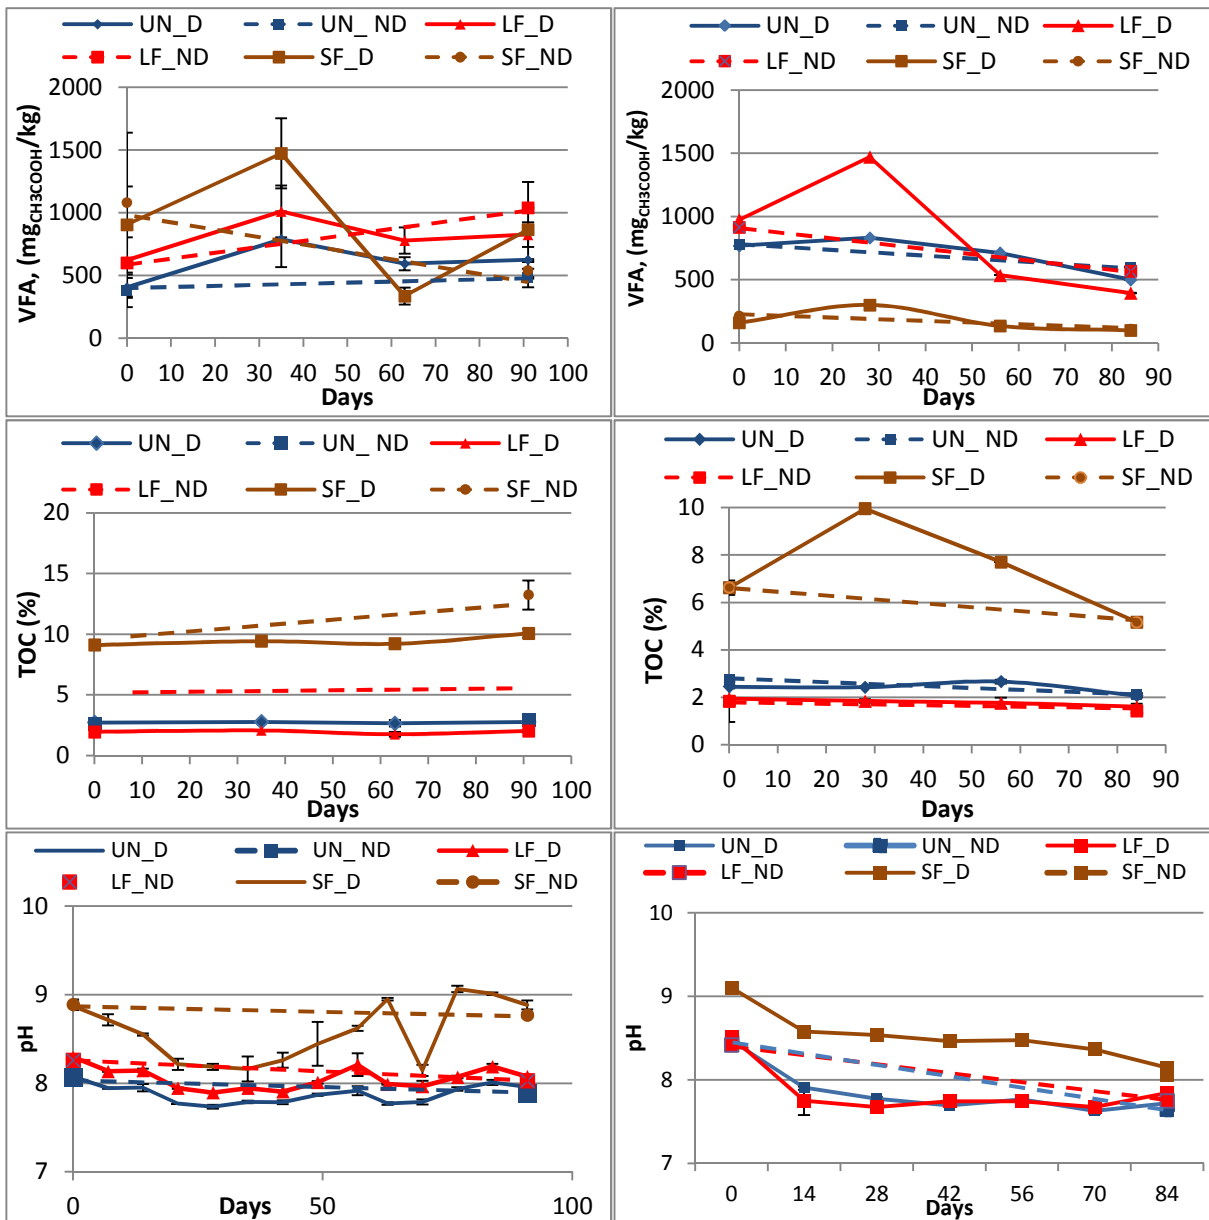 UN_D UN_ ND LF_D
LF_ND SF_D SF_ND
VFA, (mgCH3COOH/kg)
2000
1500
1000
500
0
0 10 20 30 40 50 60 70 80 90 100
Days
UN_D UN_ND LF_D
LF_ND SF_D SF_ND
VFA, (mgCH3COOH/kg)
2000
1500
1000
500
0
0 10 20 30 40 50 60 70 80 90
Days
UN_D UN_ ND LF_D
LF_ND SF_D SF_ND
TOC (%)
20
15
10
5
0
0 10 20 30 40 50 60 70 80 90 100
Days
UN_D UN_ ND LF_D
LF_ND SF_D SF_ND
TOC (%)
10
8
6
4
2
0
0 10 20 30 40 50 60 70 80 90
Days
UN_D UN_ ND LF_D
LF_ND SF_D SF_ND
pH
10
9
8
7
0 50 100
Days
UN_D UN_ ND LF_D
LF_ND SF_D SF_ND
pH
10
9
8
7
0 14 28 42 56 70 84
Days